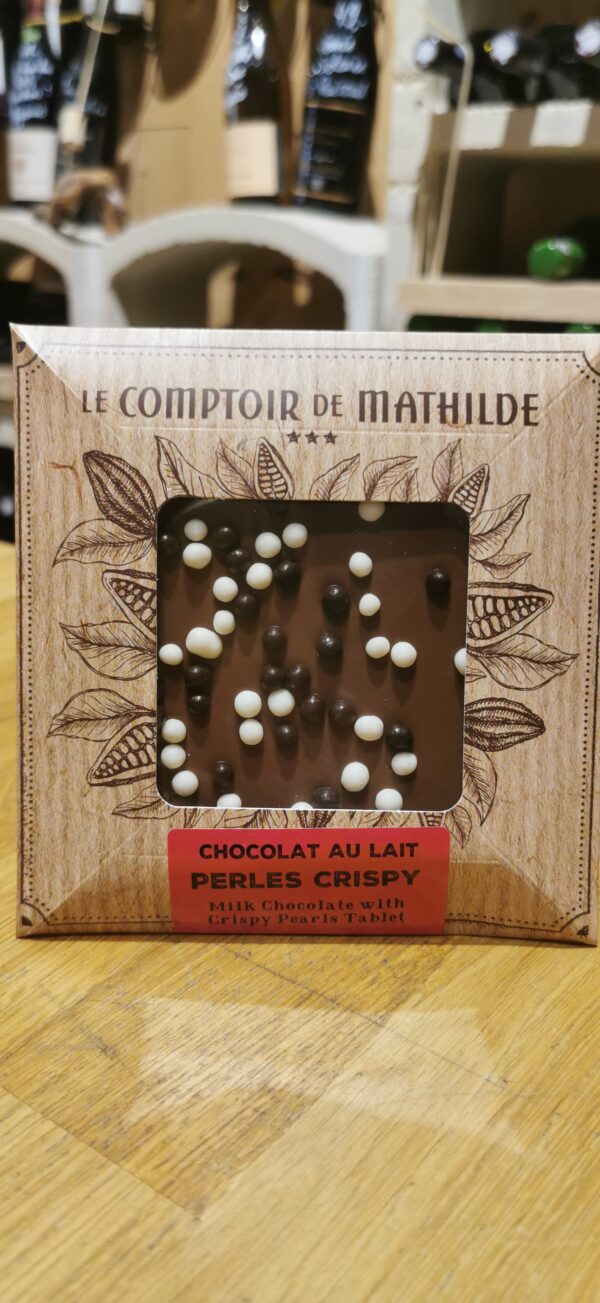 LE COMPTOIR DE MATHILDE
CHOCOLAT AU LAIT
PERLES CRISPY
Milk Chocolate with
Crispy Pearls Tablet